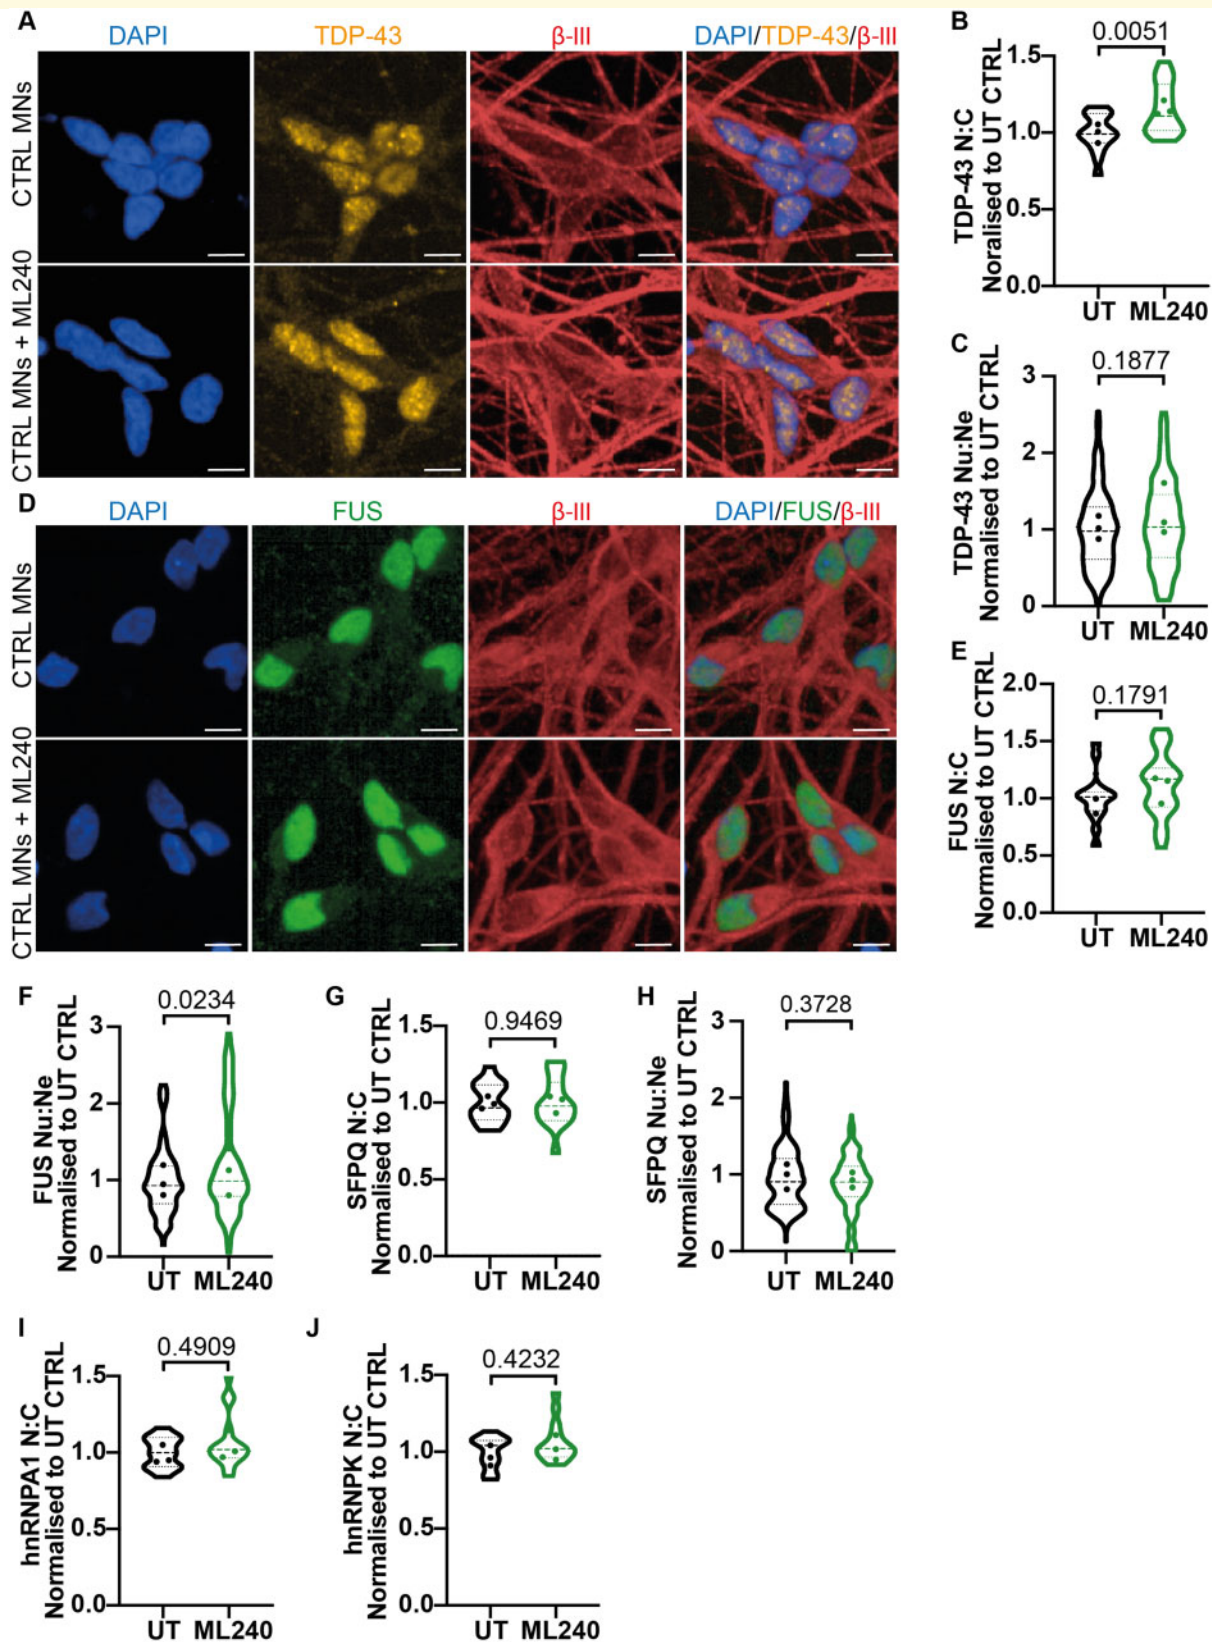 A
DAPI
TDP-43
β-III
DAPI/TDP-43/β-III
CTRL MNs
CTRL MNs + ML240
B
0.0051
TDP-43 N:C
Noralised to UT CTRL
1.5
1.0
0.5
0.0
UT ML240
C
0.1877
TDP-43 Nu:Ne
Normalised to UT CTRL
3
2
1
0
UT ML240
D
DAPI
FUS
β-III
DAPI/FUS/β-III
CTRL MNs
CTRL MNs + ML240
E
0.1791
FUS N:C
Normalised to UT CTRL
2.0
1.5
1.0
0.5
0.0
UT ML240
F
0.0234
FUS Nu:Ne
Normalised to UT CTRL
3
2
1
0
UT ML240
G
0.9469
SFPQ N:C
Normalised to UT CTRL
1.5
1.0
0.5
0.0
UT ML240
H
0.3728
SFPQ Nu:Ne
Normalised to UT CTRL
3
2
1
0
UT ML240
I
0.4909
hnRNPA1 N:C
Normalised to UT CTRL
1.5
1.0
0.5
0.0
UT ML240
J
0.4232
hnRNPK N:C
Normalised to UT CTRL
1.5
1.0
0.5
0.0
UT ML240